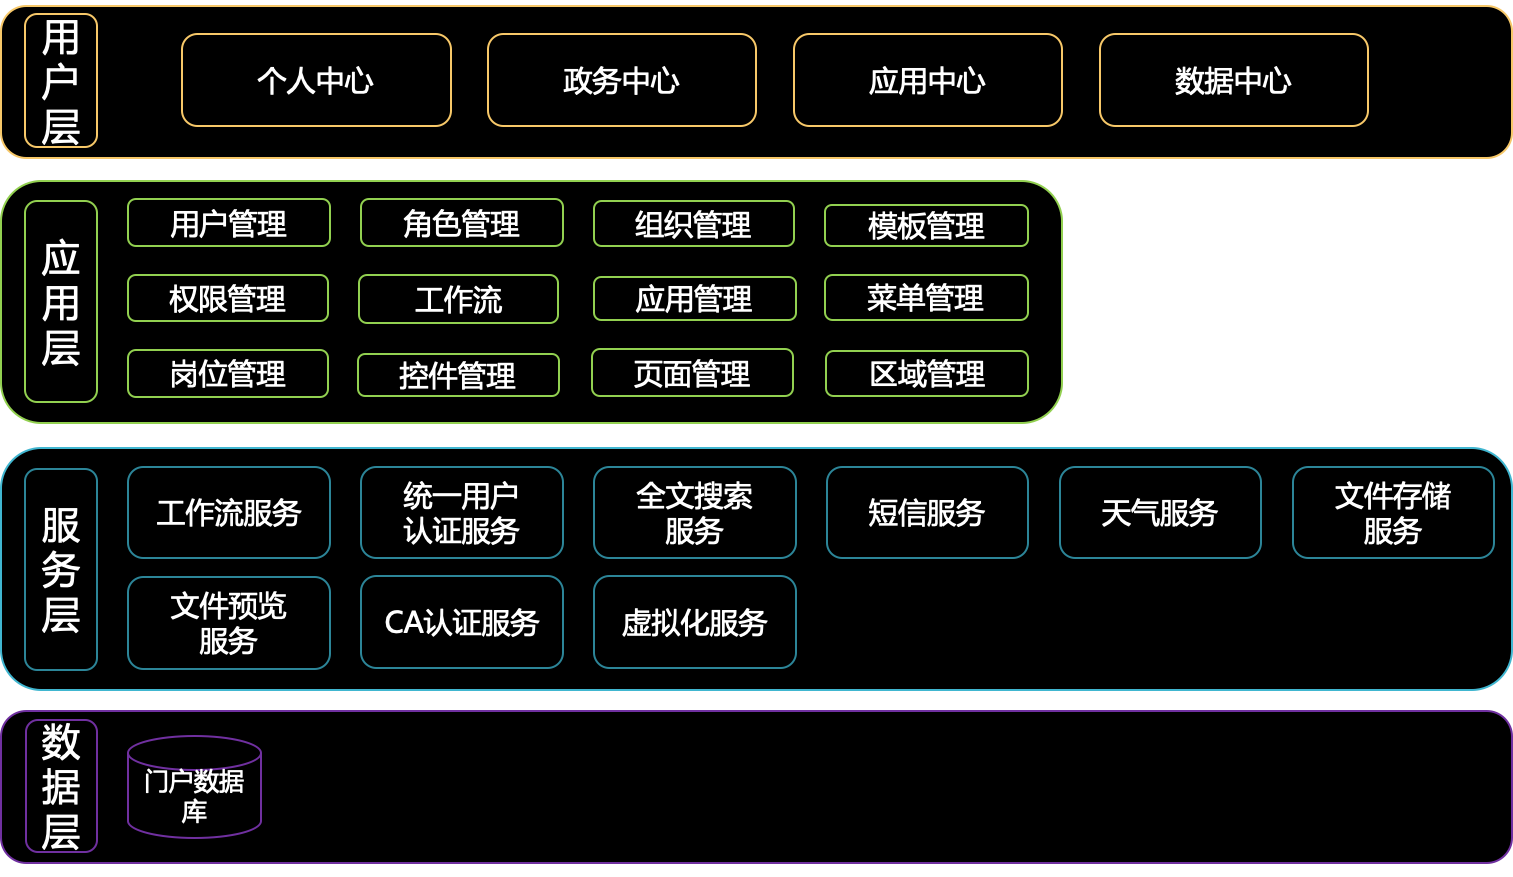 用户层
个人中心
政务中心
应用中心
数据中心
应用层
用户管理
角色管理
组织管理
模板管理
权限管理
工作流
应用管理
菜单管理
岗位管理
控件管理
页面管理
区域管理
服务层
工作流服务
统一用户
认证服务
全文搜索
服务
短信服务
天气服务
文件存储
服务
文件预览
服务
CA认证服务
虚拟化服务
数据层
门户数据
库